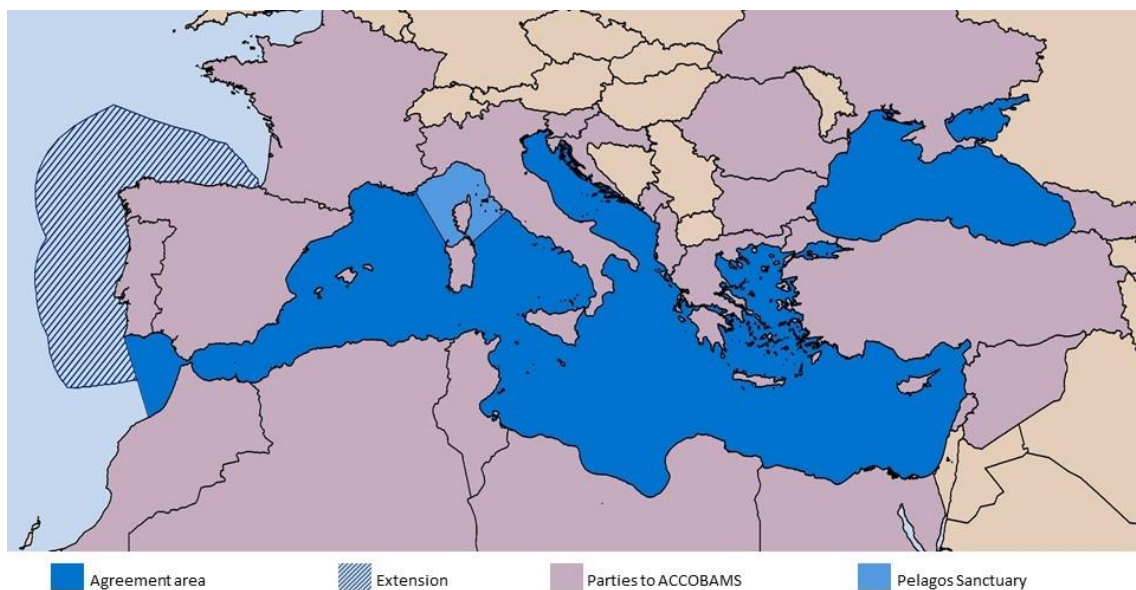 Agreement area
Extension
Parties to ACCOBAMS
Pelagos Sanctuary